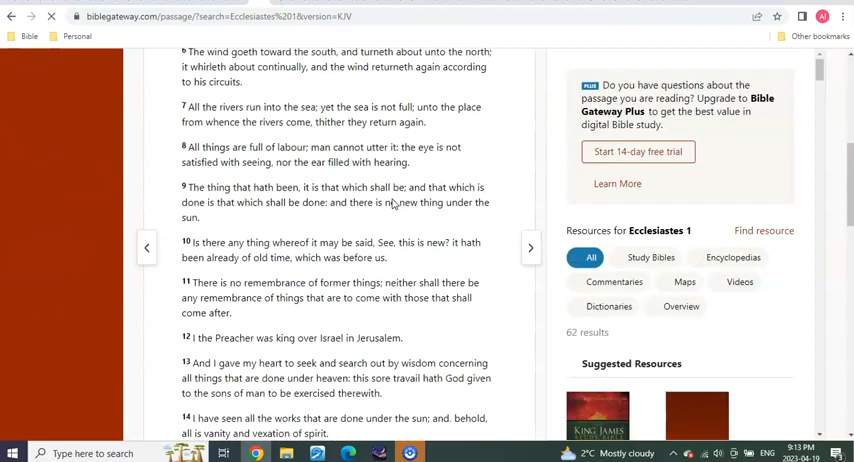 biblegateway.com/passage/?search=Ecclesiastes%201&version=KJV
AI
Bible
Personal
Other bookmarks
6 The wind goeth toward the south, and turneth about unto the north;
it whirleth about continually, and the wind returneth again according
to his circuits.
7 All the rivers run into the sea; yet the sea is not full; unto the place
from whence the rivers come, thither they return again.
8 All things are full of labour; man cannot utter it: the eye is not
satisfied with seeing, nor the ear filled with hearing.
9 The thing that hath been, it is that which shall be; and that which is
done is that which shall be done: and there is no new thing under the
sun.
10 Is there any thing whereof it may be said, See, this is new? it hath
been already of old time, which was before us.
11 There is no remembrance of former things; neither shall there be
any remembrance of things that are to come with those that shall
come after.
12 I the Preacher was king over Israel in Jerusalem.
13 And I gave my heart to seek and search out by wisdom concerning
all things that are done under heaven: this sore travail hath God given
to the sons of man to be exercised therewith.
14 I have seen all the works that are done under the sun; and, behold,
all is vanity and vexation of spirit.
PLUS Do you have questions about the
passage you are reading? Upgrade to Bible
Gateway Plus to get the best value in
digital Bible study.
Start 14-day free trial
Learn More
Resources for Ecclesiastes 1 Find resource
All Study Bibles Encyclopedias
Commentaries Maps Videos
Dictionaries Overview
62 results
Suggested Resources
KING JAMES
STUDY BIBLE
Type here to search
2°C Mostly cloudy
ENG
9:13 PM
2023-04-19
3